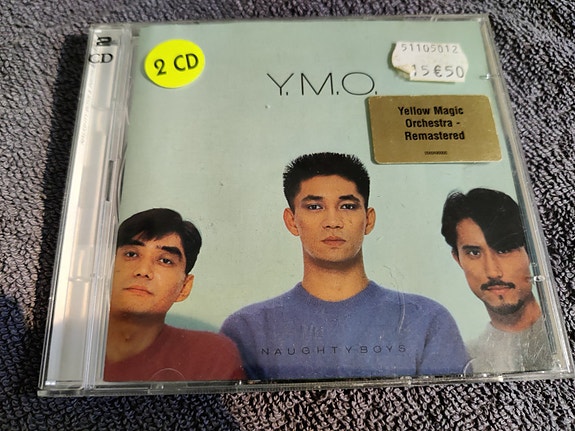 2
CD
2 CD
Y.M.O.
51105012
15€50
Yellow Magic
Orchestra -
Remastered
NAUGHTY BOYS